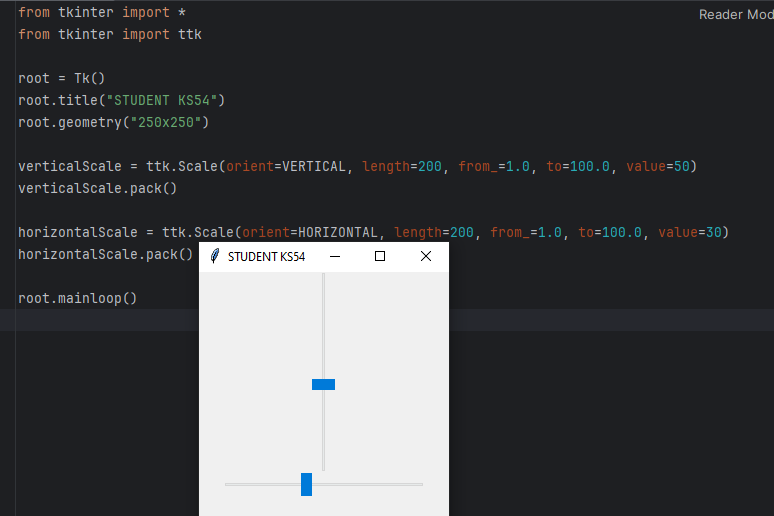 from tkinter import *
Reader Mod
from tkinter import ttk
root = Tk()
root.title("STUDENT KS54")
root.geometry("250x250")
verticalScale = ttk.Scale(orient=VERTICAL, length=200, from_=1.0, to=100.0, value=50)
verticalScale.pack()
horizontalScale = ttk.Scale(orient=HORIZONTAL, length=200, from_=1.0, to=100.0, value=30)
horizontalScale.pack()
STUDENT KS54
root.mainloop()